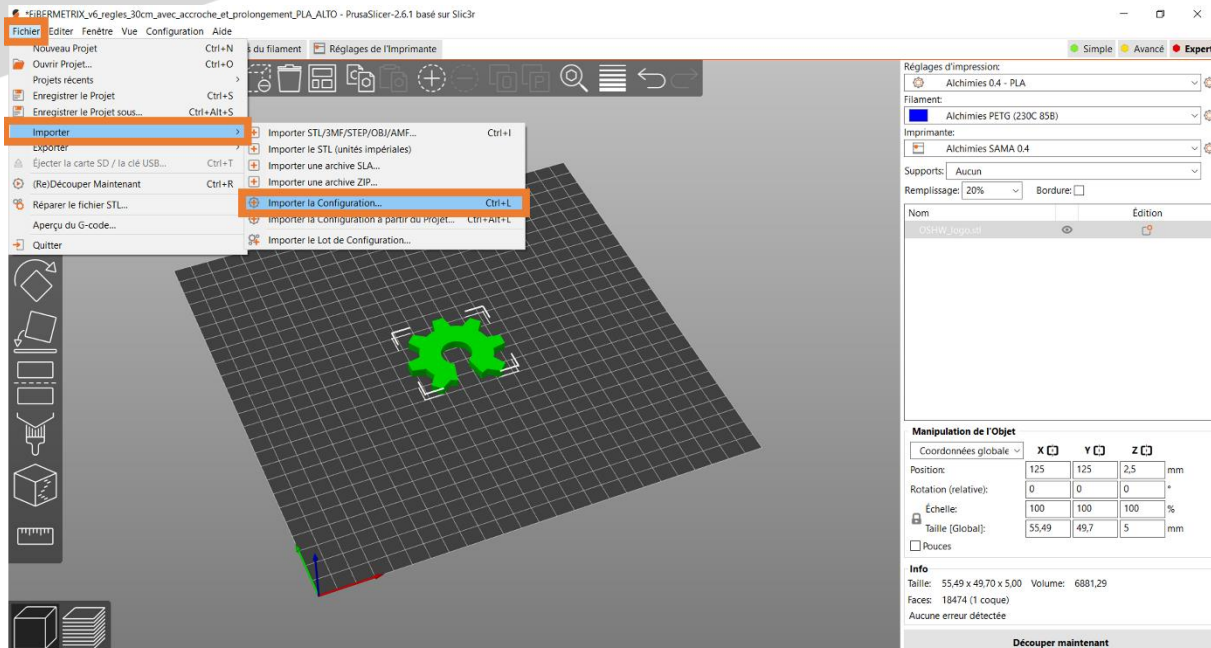 *FiBERMETRIX_v6_regles_30cm_avec_accroche_et_prolongement_PLA_ALTO - PrusaSlicer-2.6.1 basé sur Slic3r
Fichier Editer Fenêtre Vue Configuration Aide
Nouveau Projet Ctrl+N
du filament Réglages de l'Imprimante
Simple Avancé Expert
Ouvrir Projet... Ctrl+O
Projets récents
Enregistrer le Projet Ctrl+S
Enregistrer le Projet sous... Ctrl+Alt+S
Importer
Exporter
Éjecter la carte SD / la clé USB... Ctrl+T
(Re)Découper Maintenant Ctrl+R
Réparer le fichier STL...
Aperçu du G-code...
Quitter
Importer STL/3MF/STEP/OBJ/AMF... Ctrl+I
Importer le STL (unités impériales)
Importer une archive SLA...
Importer une archive ZIP...
Importer la Configuration... Ctrl+L
Importer la Configuration à partir du Projet... Ctrl+Alt+L
Importer le Lot de Configuration...
Réglages d'impression:
Alchimies 0.4 - PLA
Filament:
Alchimies PETG (230C 85B)
Imprimante:
Alchimies SAMA 0.4
Supports: Aucun
Remplissage: 20% Bordure:
Nom Édition
OSHW_logo.stl
Manipulation de l'Objet
Coordonnées globale X Y Z
Position: 125 125 2,5 mm
Rotation (relative): 0 0 0 °
Échelle: 100 100 100 %
Taille [Global]: 55,49 49,7 5 mm
Pouces
Info
Taille: 55,49 x 49,70 x 5,00 Volume: 6881,29
Faces: 18474 (1 coque)
Aucune erreur détectée
Découper maintenant